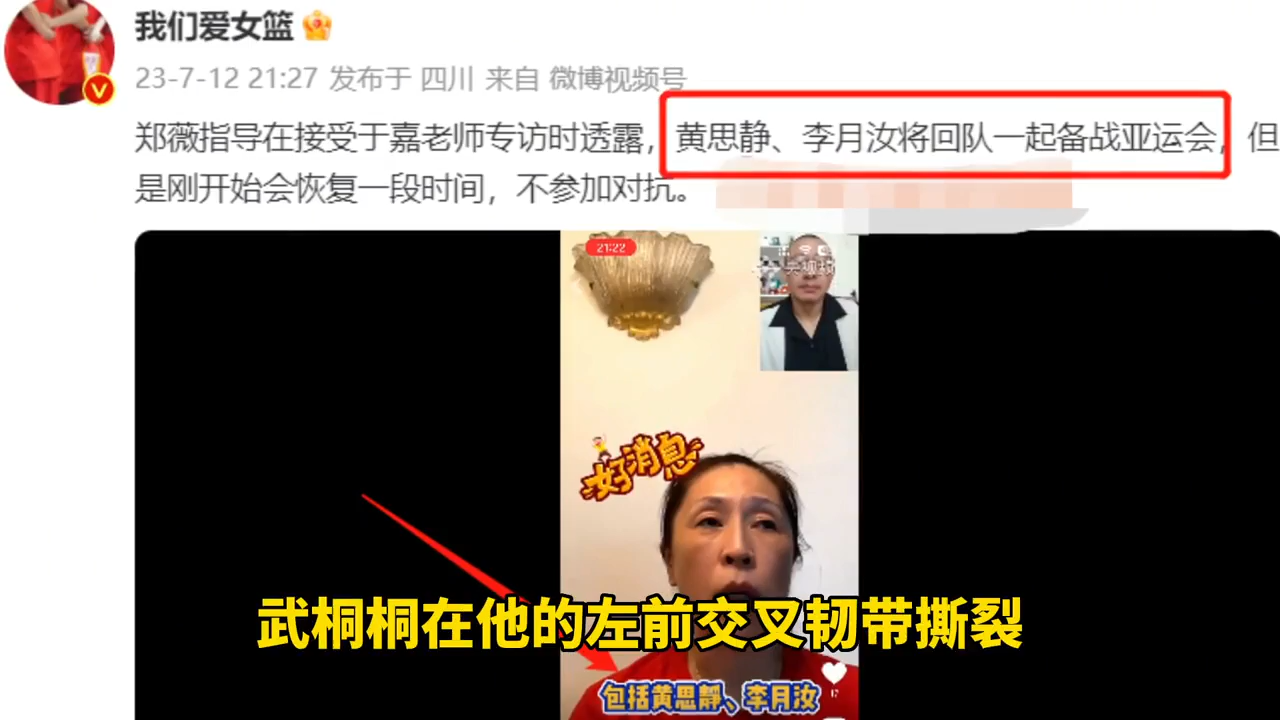 我们爱女篮
23-7-12 21:27 发布于 四川 来自 微博视频号
郑薇指导在接受于嘉老师专访时透露，黄思静、李月汝将回队一起备战亚运会，但
是刚开始会恢复一段时间，不参加对抗。
21:22
央视频
好消息
武桐桐在他的左前交叉韧带撕裂
包括黄思静、李月汝